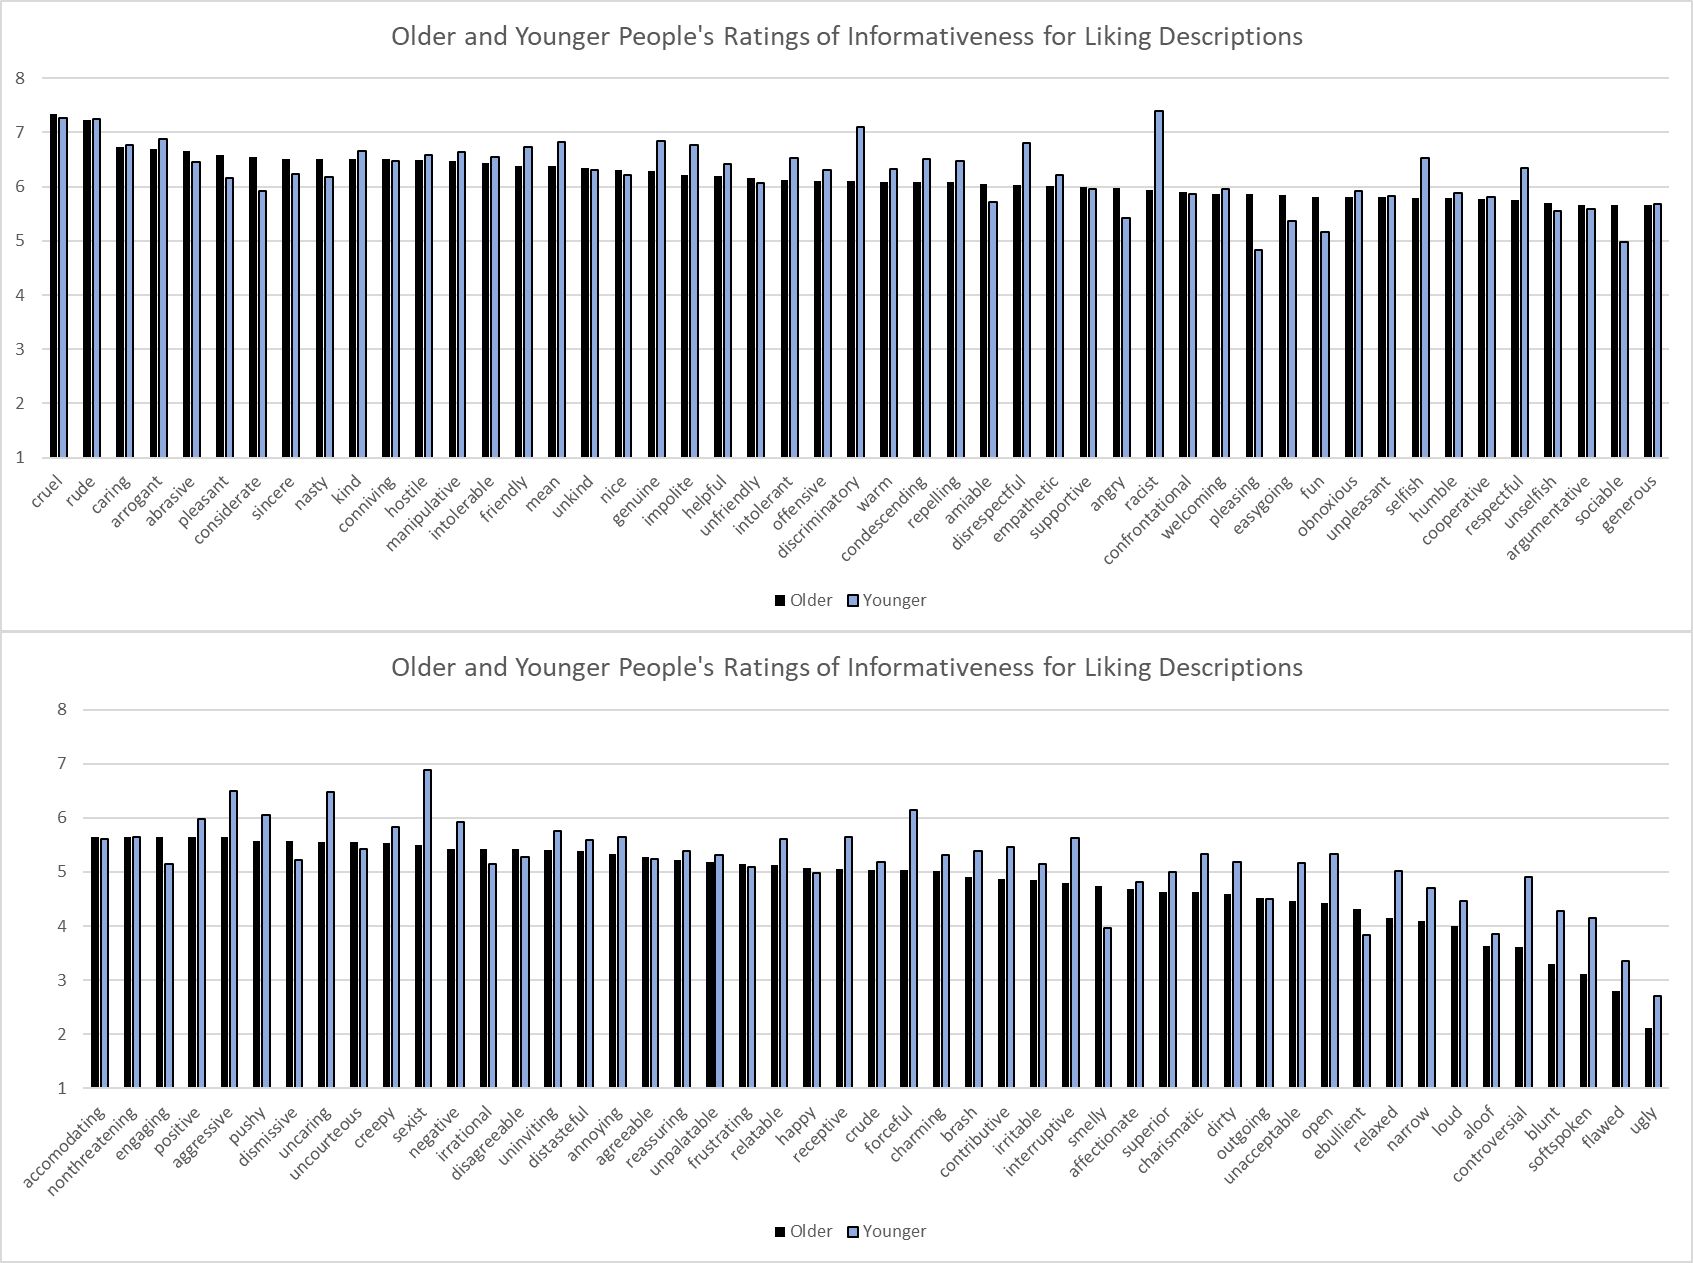 Older and Younger People's Ratings of Informativeness for Liking Descriptions
8
7
6
5
4
3
2
1
cruel
rude
caring
arrogant
abrasive
pleasant
considerate
sincere
nasty
kind
conniving
hostile
manipulative
intolerable
friendly
mean
unkind
nice
genuine
impolite
helpful
unfriendly
intolerant
offensive
discriminatory
warm
condescending
repelling
amiable
disrespectful
empathetic
supportive
angry
racist
confrontational
welcoming
pleasing
easygoing
fun
obnoxious
unpleasant
selfish
humble
cooperative
respectful
unselfish
argumentative
sociable
generous
Older Younger
Older and Younger People's Ratings of Informativeness for Liking Descriptions
8
7
6
5
4
3
2
1
accomodating
nonthreatening
engaging
positive
aggressive
pushy
dismissive
uncaring
uncourteous
creepy
sexist
negative
irrational
disagreeable
uninviting
distasteful
annoying
agreeable
reassuring
unpalatable
frustrating
relatable
happy
receptive
crude
forceful
charming
brash
contributive
irritable
interruptive
smelly
affectionate
superior
charismatic
dirty
outgoing
unacceptable
open
ebullient
relaxed
narrow
loud
aloof
controversial
blunt
softspoken
flawed
ugly
Older Younger